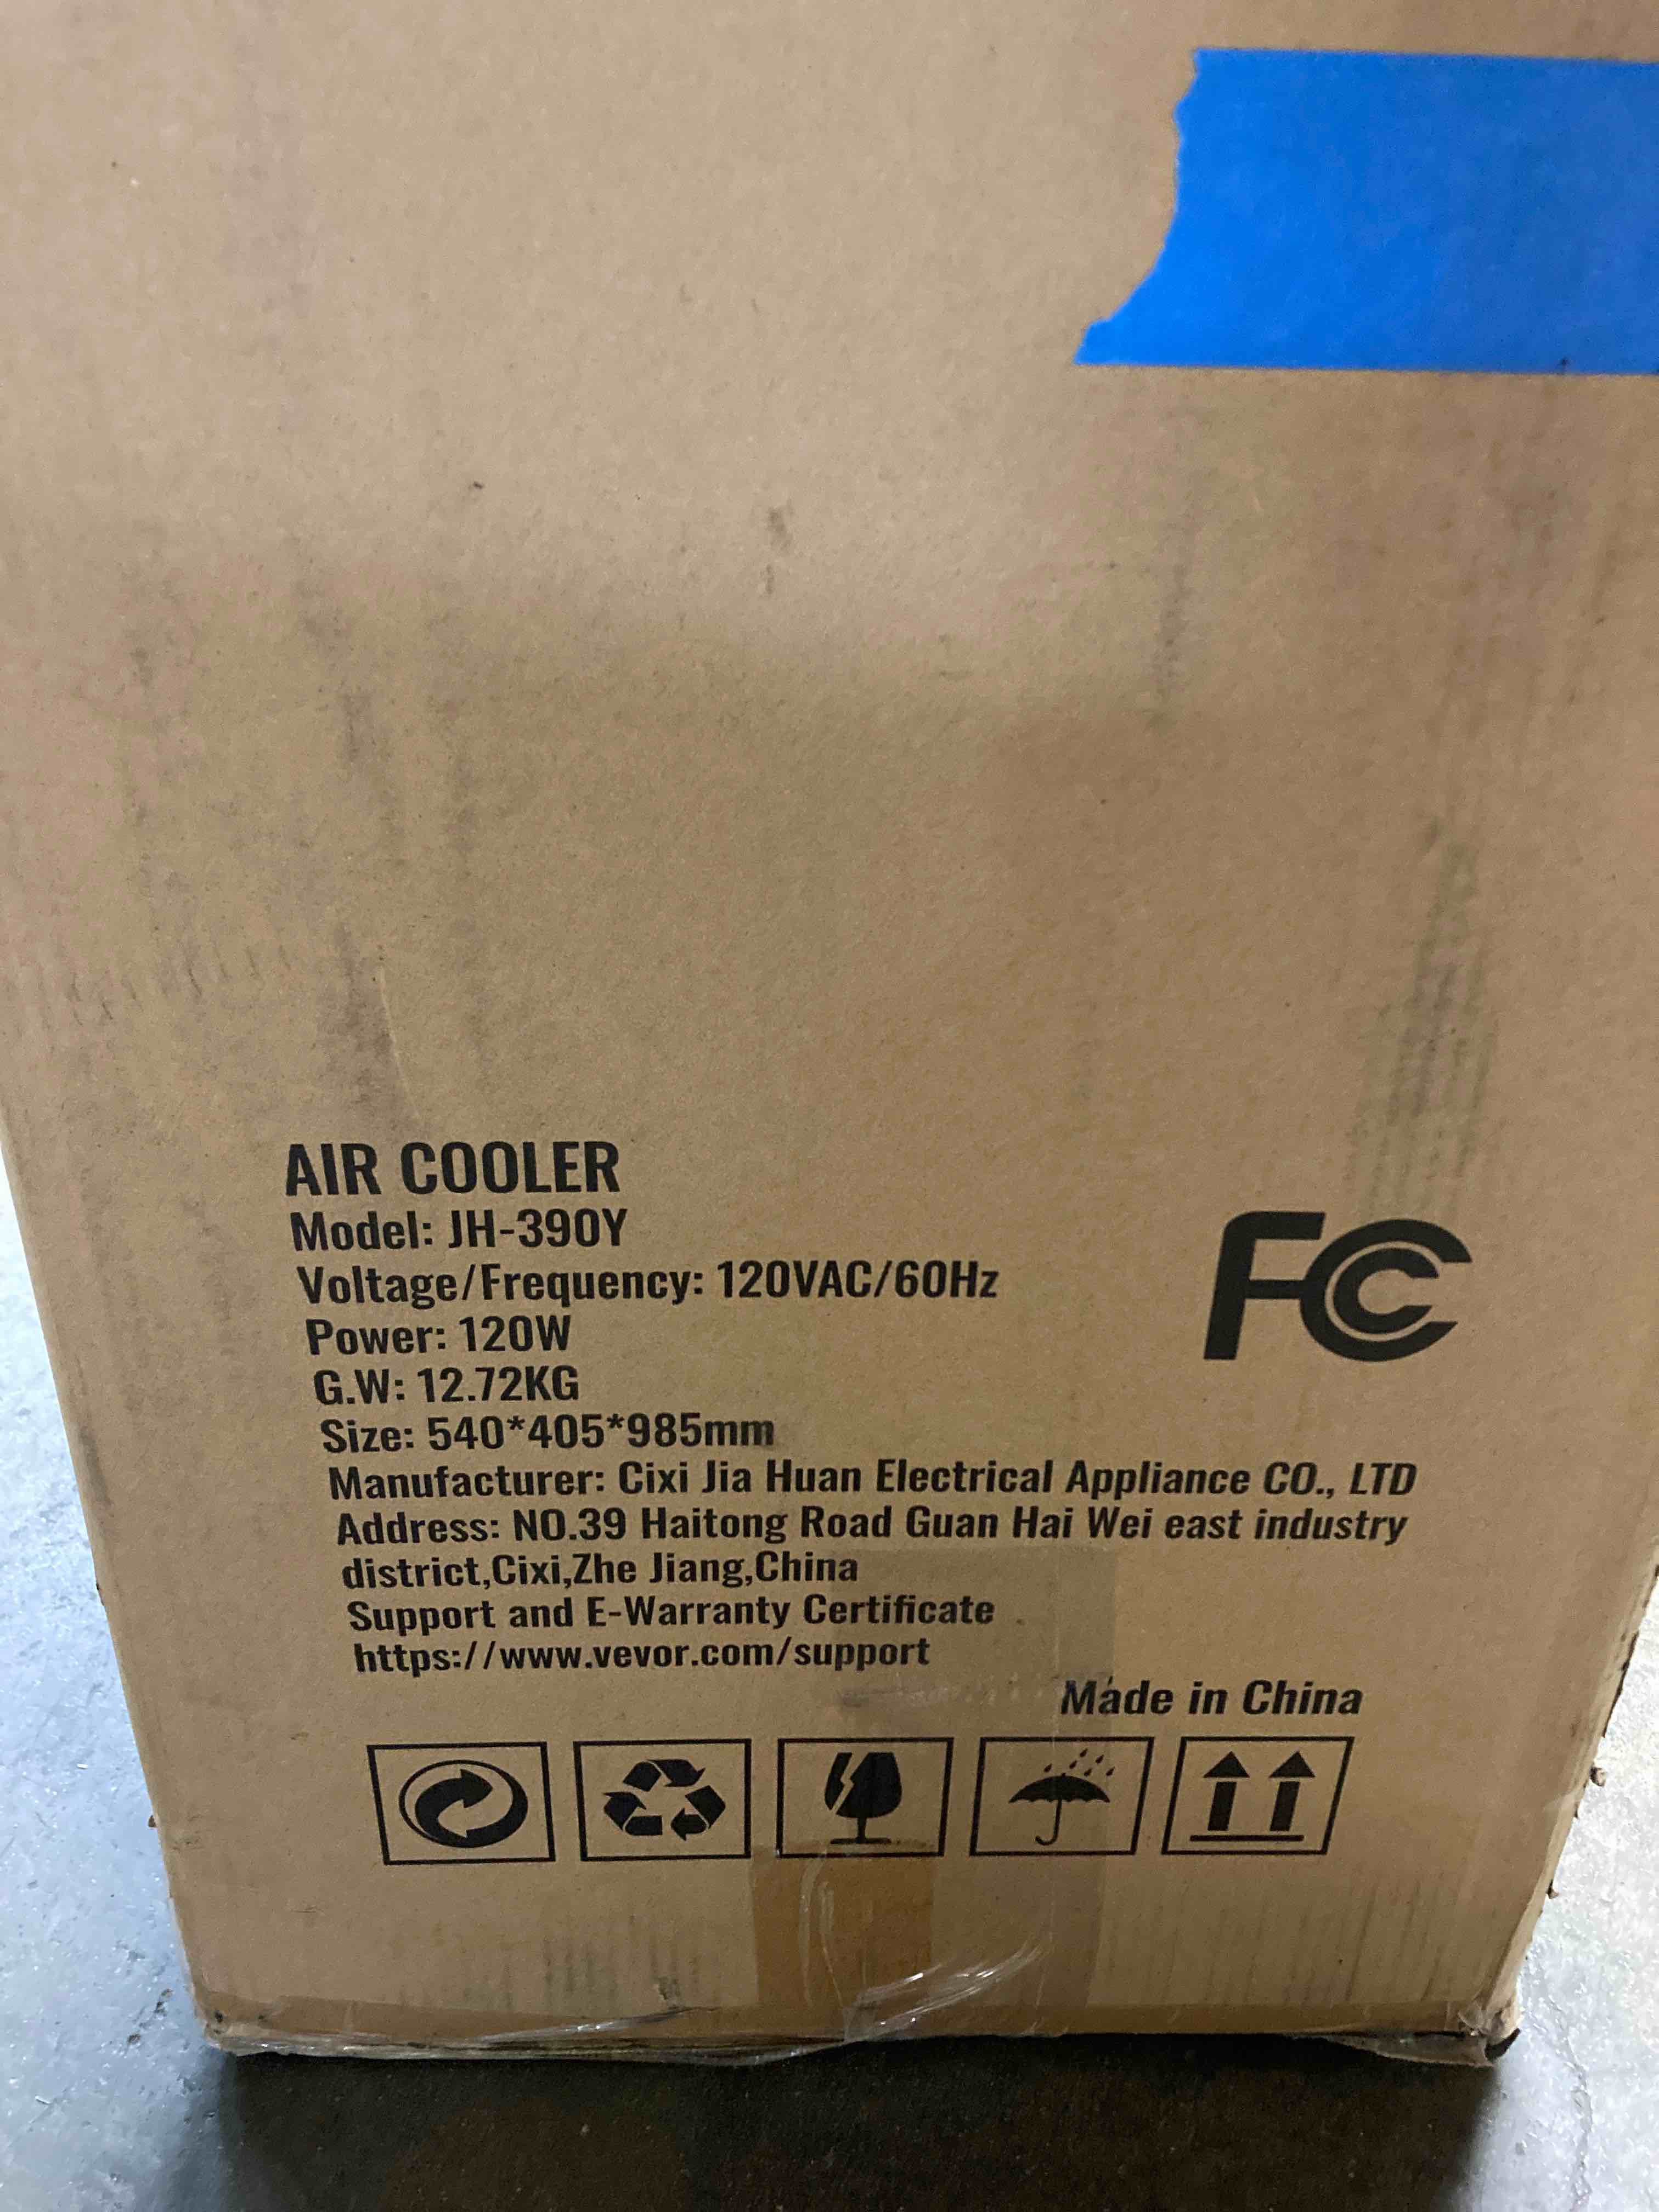 AIR COOLER
Model: JH-390Y
Voltage/Frequency: 120VAC/60Hz
Power: 120W
G.W: 12.72KG
Size: 540*405*985mm
Manufacturer: Cixi Jia Huan Electrical Appliance CO., LTD
Address: NO.39 Haitong Road Guan Hai Wei east industry
district,Cixi,Zhe Jiang,China
Support and E-Warranty Certificate
https://www.vevor.com/support
Made in China
FC